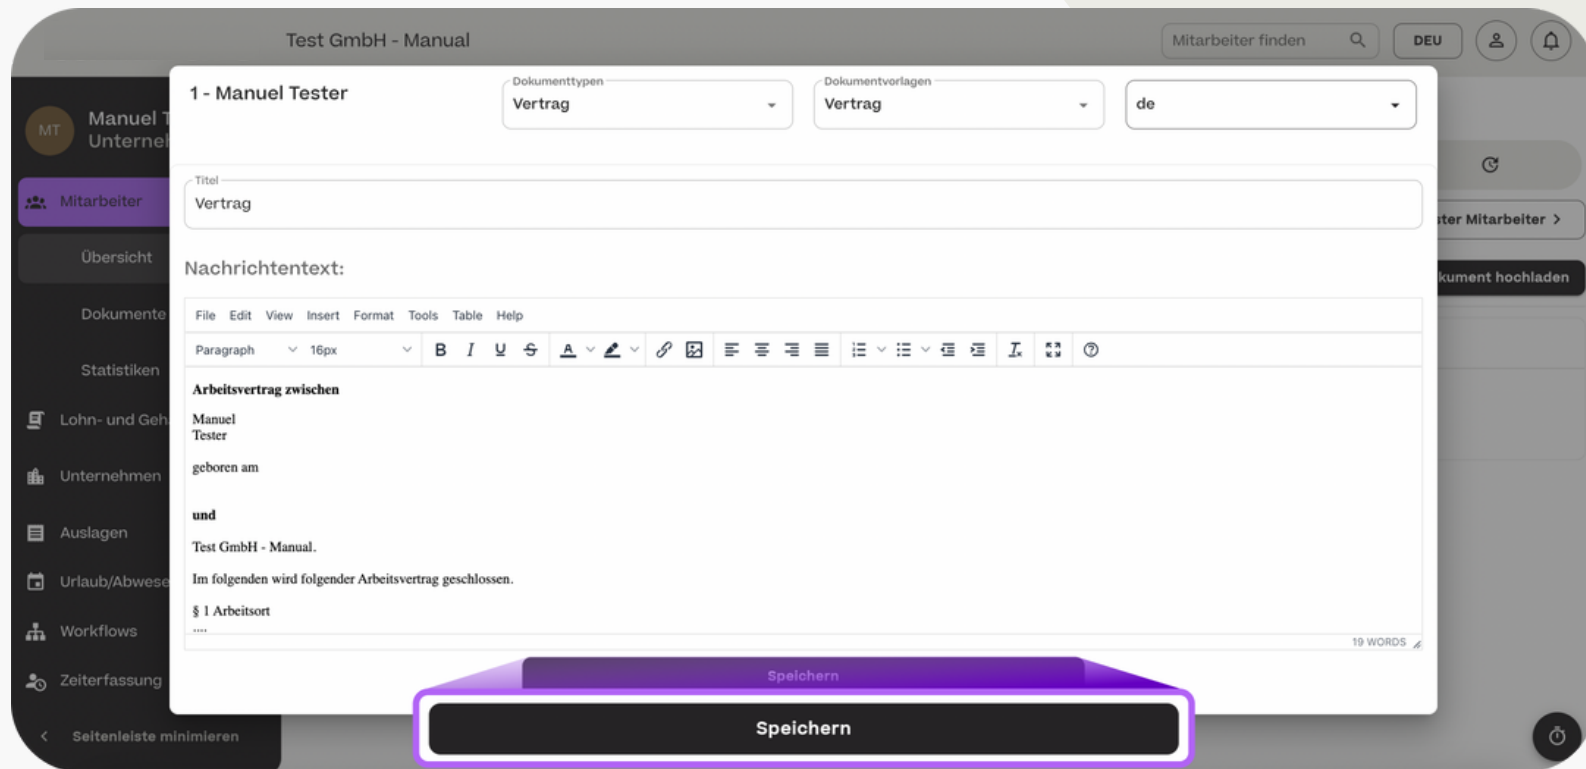 Test GmbH - Manual
Mitarbeiter finden
DEU
MT
Manuel T
Unterneh
Mitarbeiter
Übersicht
Dokumente
Statistiken
Lohn- und Geh
Unternehmen
Auslagen
Urlaub/Abwese
Workflows
Zeiterfassung
Seitenleiste minimieren
1 - Manuel Tester
Dokumenttypen
Vertrag
Dokumentvorlagen
Vertrag
de
Titel
Vertrag
Nachrichtentext:
File Edit View Insert Format Tools Table Help
Paragraph 16px
Arbeitsvertrag zwischen
Manuel
Tester
geboren am
und
Test GmbH - Manual.
Im folgenden wird folgender Arbeitsvertrag geschlossen.
§ 1 Arbeitsort
....
19 WORDS
Speichern
Speichern
ster Mitarbeiter >
kument hochladen